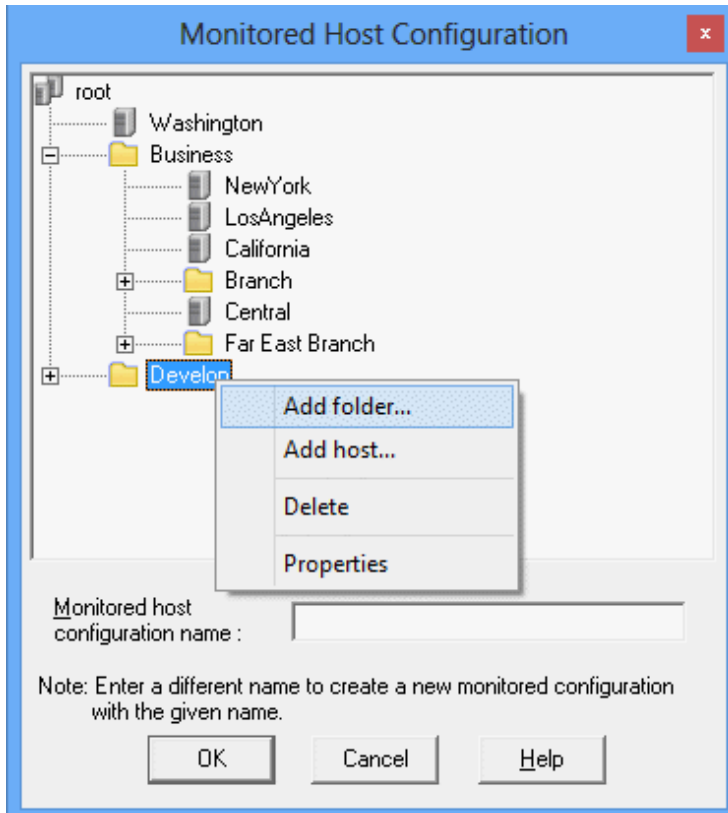 Monitored Host Configuration
x
root
Washington
Business
NewYork
LosAngeles
California
Branch
Central
Far East Branch
Develop
Add folder...
Add host...
Delete
Properties
Monitored host
configuration name :
Note: Enter a different name to create a new monitored configuration
with the given name.
OK Cancel Help